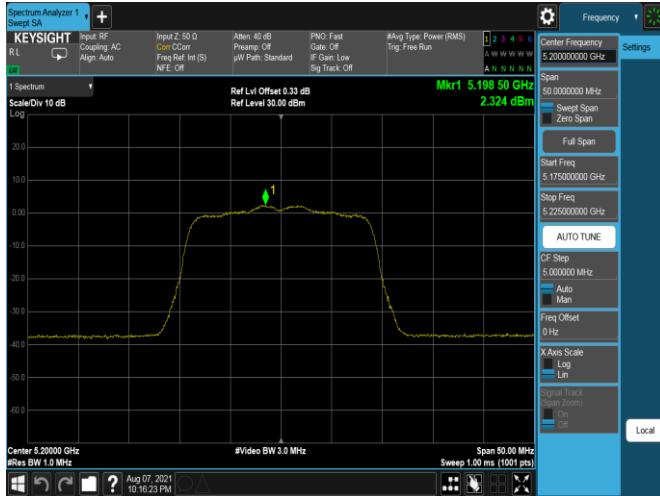 Spectrum Analyzer 1
Swept SA
Frequency
KEYSIGHT
RL
Input: RF
Coupling: AC
Align: Auto
Input Z: 50 Ω
Corr CCorr
Freq Ref: Int (S)
NFE: Off
Atten: 40 dB
Preamp: Off
µW Path: Standard
PNO: Fast
Gate: Off
IF Gain: Low
Sig Track: Off
#Avg Type: Power (RMS)
Trig: Free Run
1 2 3 4 5 6
A W W W W W
A N N N N N
1 Spectrum
Scale/Div 10 dB
Log
Ref Lvl Offset 0.33 dB
Ref Level 30.00 dBm
Mkr1 5.198 50 GHz
2.324 dBm
1
20.0
10.0
0.00
-10.0
-20.0
-30.0
-40.0
-50.0
-60.0
Center 5.20000 GHz
#Res BW 1.0 MHz
#Video BW 3.0 MHz
Span 50.00 MHz
Sweep 1.00 ms (1001 pts)
Aug 07, 2021
10:16:23 PM
Center Frequency
5.200000000 GHz
Settings
Span
50.0000000 MHz
Swept Span
Zero Span
Full Span
Start Freq
5.175000000 GHz
Stop Freq
5.225000000 GHz
AUTO TUNE
CF Step
5.000000 MHz
Auto
Man
Freq Offset
0 Hz
X Axis Scale
Log
Lin
Signal Track
(Span Zoom)
On
Off
Local